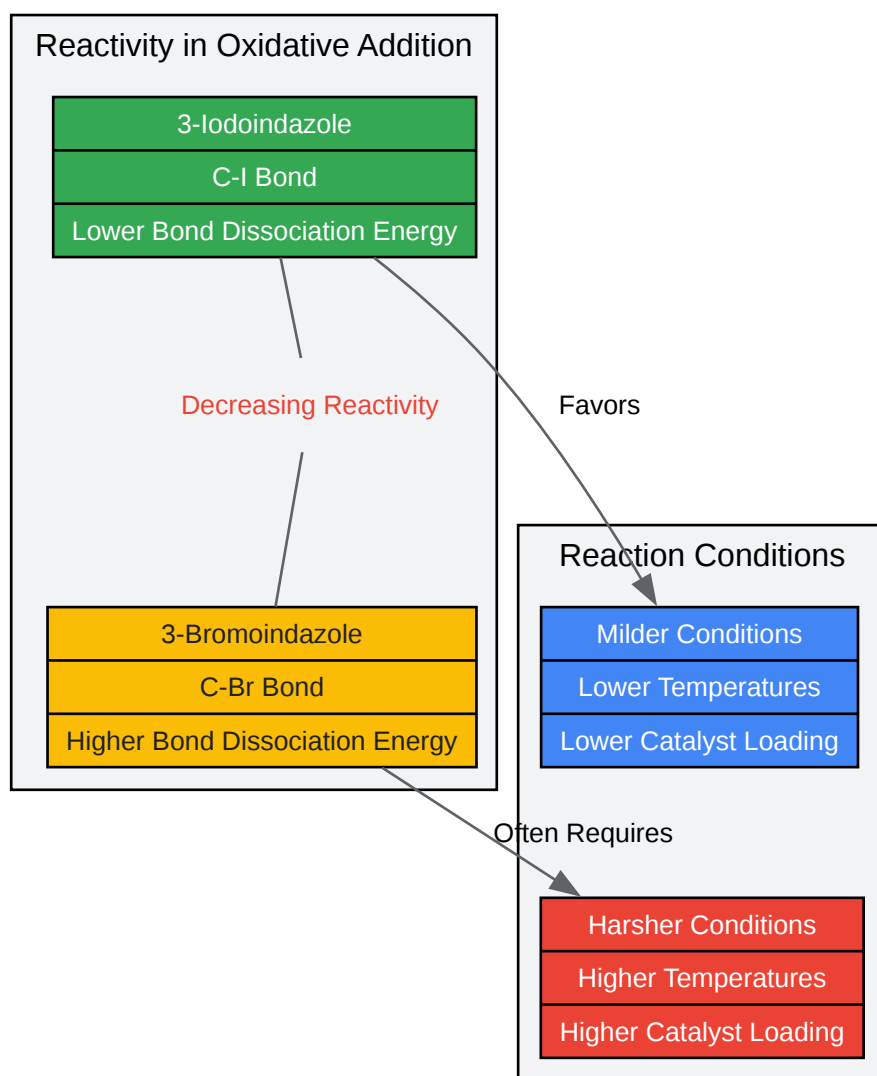 Reactivity in Oxidative Addition
3-Iodoindazole
C-I Bond
Lower Bond Dissociation Energy
Decreasing Reactivity
Favors
3-Bromoindazole
C-Br Bond
Higher Bond Dissociation Energy
Reaction Conditions
Milder Conditions
Lower Temperatures
Lower Catalyst Loading
Often Requires
Harsher Conditions
Higher Temperatures
Higher Catalyst Loading